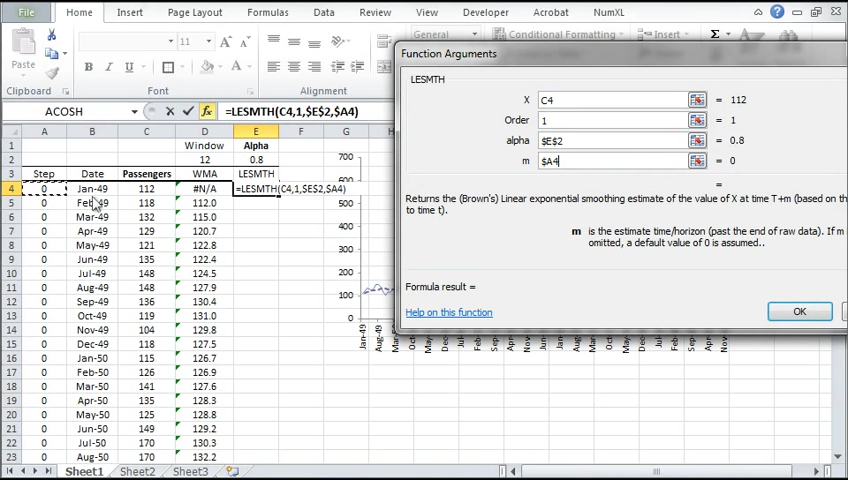 File Home Insert Page Layout Formulas Data Review View Developer Acrobat NumXL
Paste
11
A A
Conditional Formatting
Insert
B I U
Delete
Clipboard Font Alignment
ACOSH =LESMTH(C4,1,$E$2,$A4)
A B C D E F G
1 Window Alpha
2 12 0.8
3 Step Date Passengers WMA LESMTH
4 0 Jan-49 112 #N/A =LESMTH(C4,1,$E$2,$A4)
5 0 Feb-49 118 112.0
6 0 Mar-49 132 115.0
7 0 Apr-49 129 120.7
8 0 May-49 121 122.8
9 0 Jun-49 135 122.4
10 0 Jul-49 148 124.5
11 0 Aug-49 148 127.9
12 0 Sep-49 136 130.4
13 0 Oct-49 119 131.0
14 0 Nov-49 104 129.8
15 0 Dec-49 118 127.5
16 0 Jan-50 115 126.7
17 0 Feb-50 126 126.9
18 0 Mar-50 141 127.6
19 0 Apr-50 135 128.3
20 0 May-50 125 128.8
21 0 Jun-50 149 129.2
22 0 Jul-50 170 130.3
23 0 Aug-50 170 132.2
700
600
500
400
300
200
100
0
Jan-49
Aug-49
Function Arguments
LESMTH
X C4 = 112
Order 1 = 1
alpha $E$2 = 0.8
m $A4 = 0
=
Returns the (Brown's) Linear exponential smoothing estimate of the value of X at time T+m (based on th
to time t).
m is the estimate time/horizon (past the end of raw data). If m
omitted, a default value of 0 is assumed..
Formula result =
Help on this function
OK
Sheet1 Sheet2 Sheet3